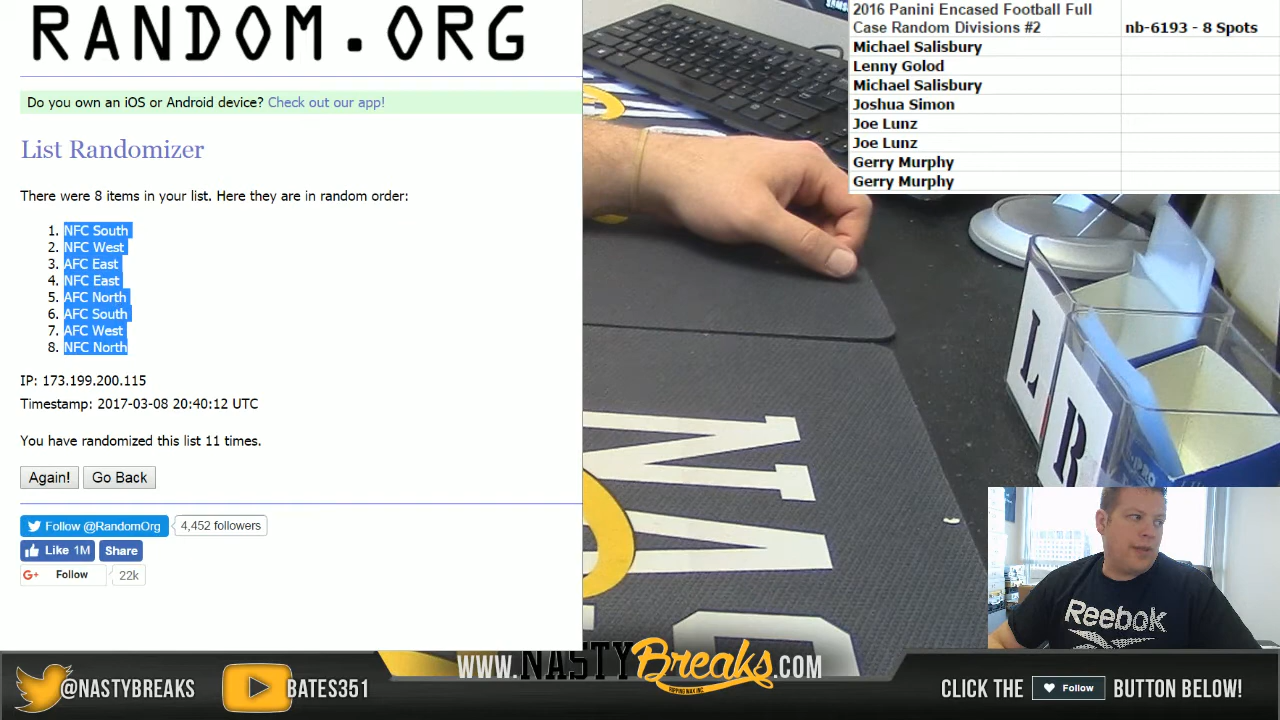 RANDOM.ORG
Do you own an iOS or Android device? Check out our app!
List Randomizer
There were 8 items in your list. Here they are in random order:
1. NFC South
2. NFC West
3. AFC East
4. NFC East
5. AFC North
6. AFC South
7. AFC West
8. NFC North
IP: 173.199.200.115
Timestamp: 2017-03-08 20:40:12 UTC
You have randomized this list 11 times.
Again! Go Back
Follow @RandomOrg 4,452 followers
Like 1M Share
G+ Follow 22k
2016 Panini Encased Football Full
Case Random Divisions #2 nb-6193 - 8 Spots
Michael Salisbury
Lenny Golod
Michael Salisbury
Joshua Simon
Joe Lunz
Joe Lunz
Gerry Murphy
Gerry Murphy
L
B
NA
Reebok
@NASTYBREAKS
BATES351
WWW.NASTYBreaks.COM
RIPPING WAX INC.
CLICK THE Follow BUTTON BELOW!